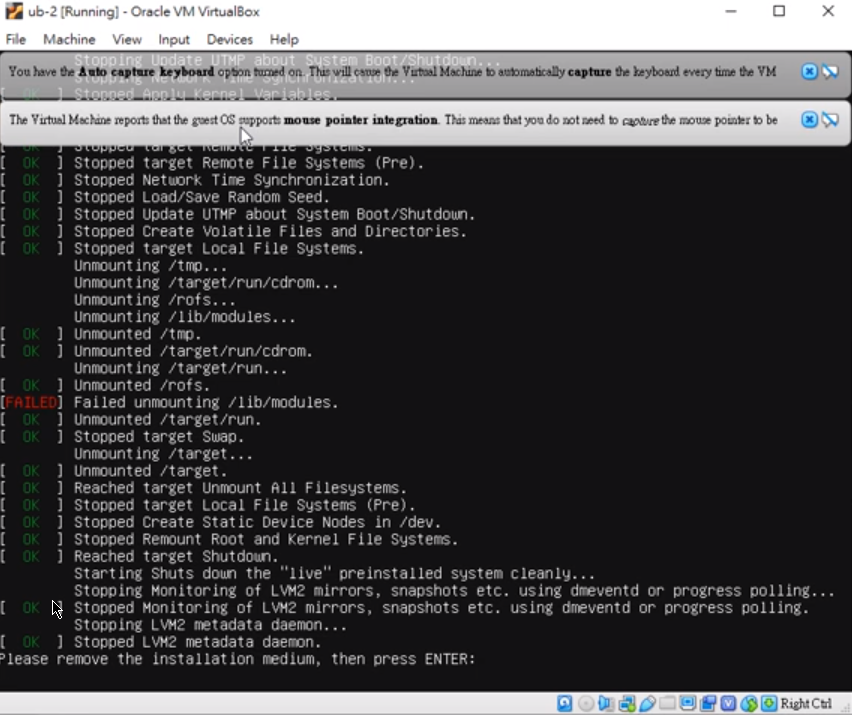 ub-2 [Running] - Oracle VM VirtualBox
File Machine View Input Devices Help
Stopping Update UTMP about System Boot/Shutdown...
You have the Auto capture keyboard option turned on. This will cause the Virtual Machine to automatically capture the keyboard every time the VM
[ OK ] Stopped Apply Kernel Variables.
The Virtual Machine reports that the guest OS supports mouse pointer integration. This means that you do not need to capture the mouse pointer to be
[ OK ] Stopped target Remote File Systems.
[ OK ] Stopped target Remote File Systems (Pre).
[ OK ] Stopped Network Time Synchronization.
[ OK ] Stopped Load/Save Random Seed.
[ OK ] Stopped Update UTMP about System Boot/Shutdown.
[ OK ] Stopped Create Volatile Files and Directories.
[ OK ] Stopped target Local File Systems.
Unmounting /tmp...
Unmounting /target/run/cdrom...
Unmounting /rofs...
Unmounting /lib/modules...
[ OK ] Unmounted /tmp.
[ OK ] Unmounted /target/run/cdrom.
Unmounting /target/run...
[ OK ] Unmounted /rofs.
[FAILED] Failed unmounting /lib/modules.
[ OK ] Unmounted /target/run.
[ OK ] Stopped target Swap.
Unmounting /target...
[ OK ] Unmounted /target.
[ OK ] Reached target Unmount All Filesystems.
[ OK ] Stopped target Local File Systems (Pre).
[ OK ] Stopped Create Static Device Nodes in /dev.
[ OK ] Stopped Remount Root and Kernel File Systems.
[ OK ] Reached target Shutdown.
Starting Shuts down the "live" preinstalled system cleanly...
Stopping Monitoring of LVM2 mirrors, snapshots etc. using dmeventd or progress polling...
[ OK ] Stopped Monitoring of LVM2 mirrors, snapshots etc. using dmeventd or progress polling.
Stopping LVM2 metadata daemon...
[ OK ] Stopped LVM2 metadata daemon.
Please remove the installation medium, then press ENTER:
Right Ctrl